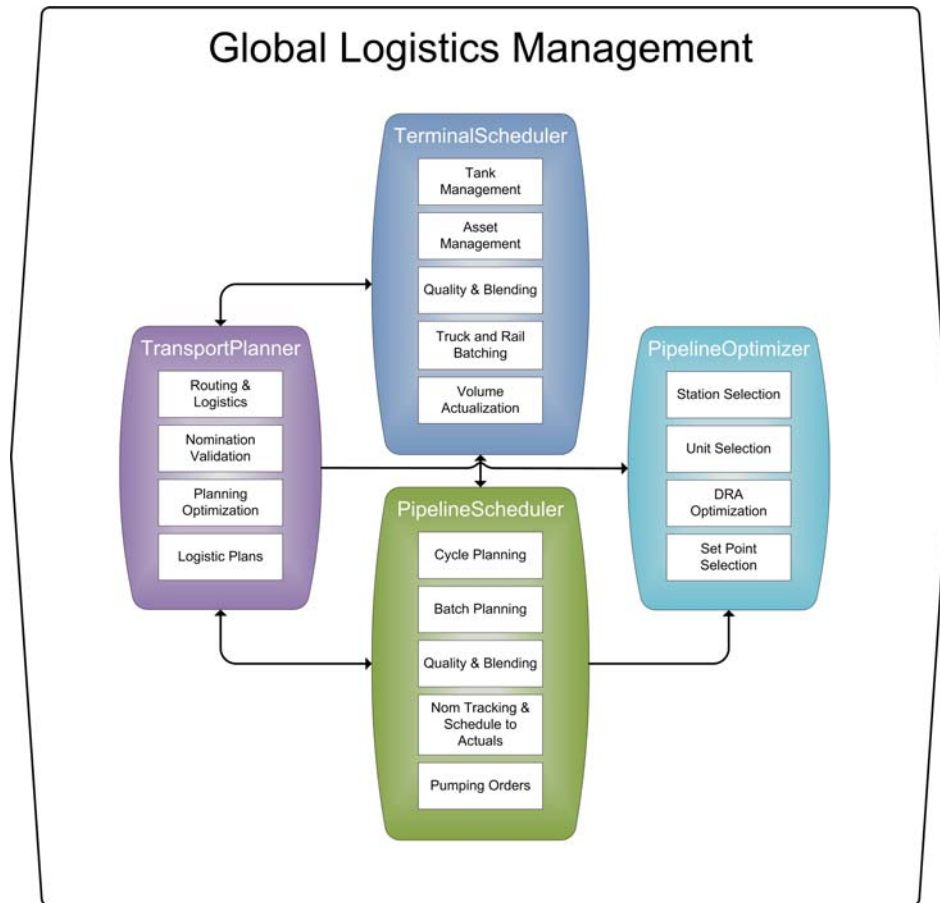 Global Logistics Management
TerminalScheduler
Tank
Management
Asset
Management
Quality & Blending
Truck and Rail
Batching
Volume
Actualization
TransportPlanner
Routing &
Logistics
Nomination
Validation
Planning
Optimization
Logistic Plans
PipelineOptimizer
Station Selection
Unit Selection
DRA
Optimization
Set Point
Selection
PipelineScheduler
Cycle Planning
Batch Planning
Quality & Blending
Nom Tracking &
Schedule to
Actuals
Pumping Orders